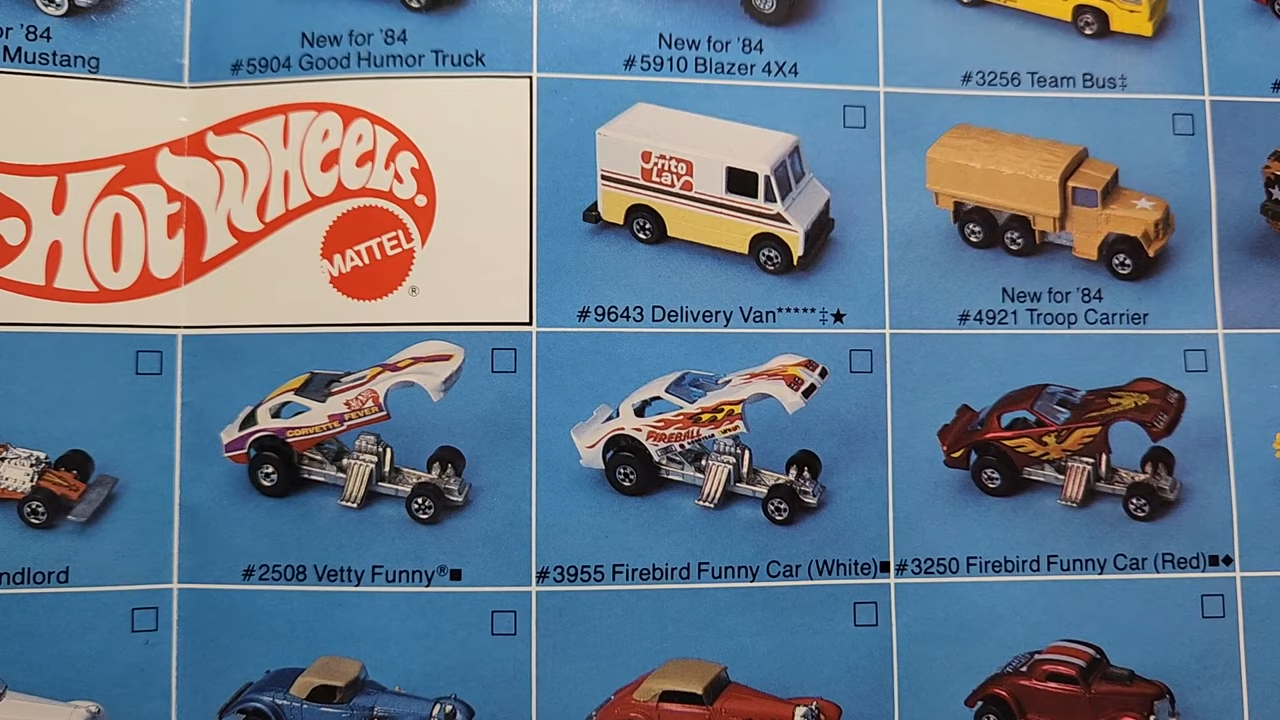 or '84
Mustang
New for '84
#5904 Good Humor Truck
New for '84
#5910 Blazer 4X4
#3256 Team Bus‡
Hot Wheels®
MATTEL
®
Frito
Lay
#9643 Delivery Van*****‡★
New for '84
#4921 Troop Carrier
ndlord
CORVETTE FEVER
#2508 Vetty Funny®■
FIREBALL
#3955 Firebird Funny Car (White)■
#3250 Firebird Funny Car (Red)■◆